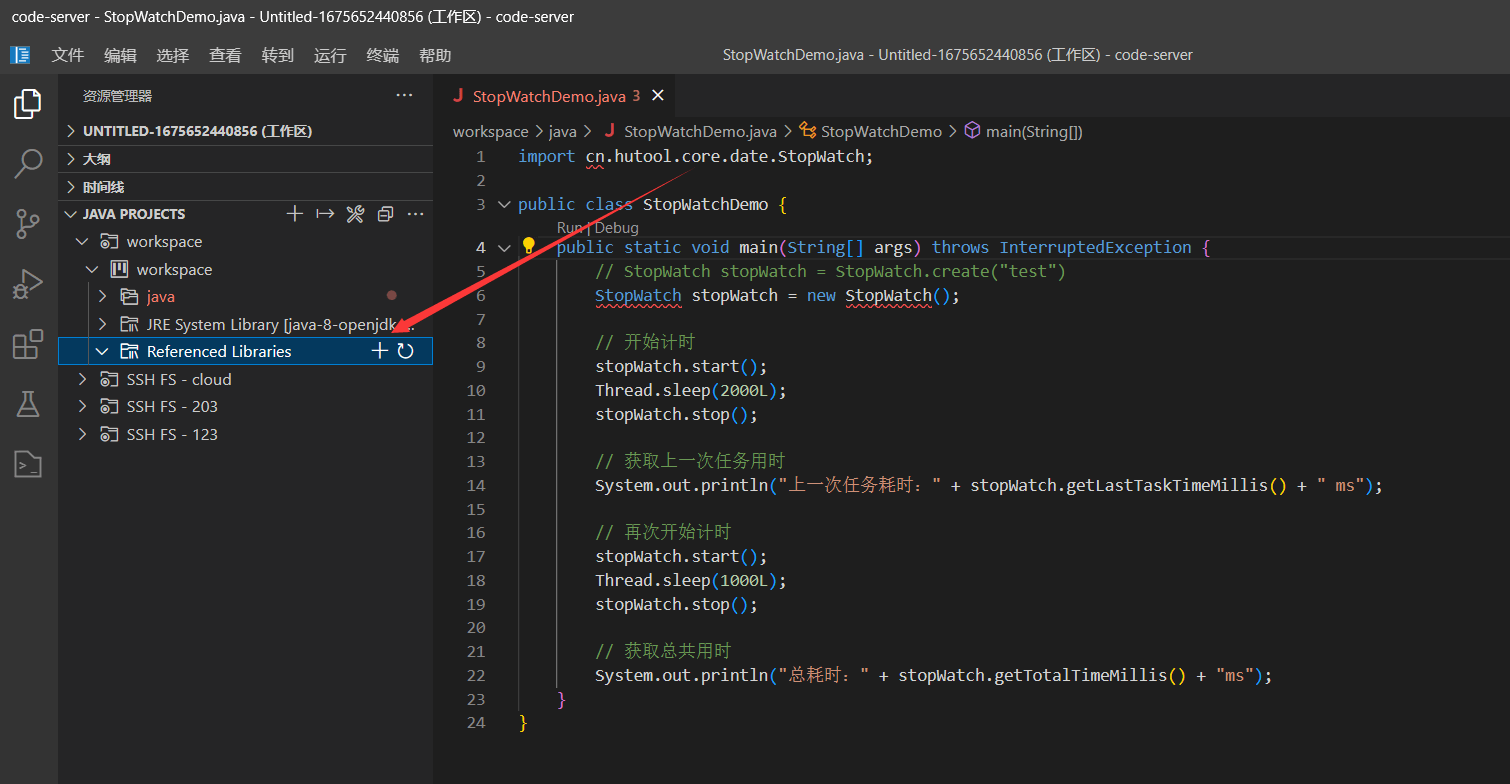 code-server - StopWatchDemo.java - Untitled-1675652440856 (工作区) - code-server
文件 编辑 选择 查看 转到 运行 终端 帮助
StopWatchDemo.java - Untitled-1675652440856 (工作区) - code-server
资源管理器
UNTITLED-1675652440856 (工作区)
大纲
时间线
JAVA PROJECTS
workspace
workspace
java
JRE System Library [java-8-openjdk-...
Referenced Libraries
SSH FS - cloud
SSH FS - 203
SSH FS - 123
J StopWatchDemo.java 3
workspace > java > J StopWatchDemo.java > StopWatchDemo > main(String[])
1 import cn.hutool.core.date.StopWatch;
2
3 public class StopWatchDemo {
Run | Debug
4 public static void main(String[] args) throws InterruptedException {
5 // StopWatch stopWatch = StopWatch.create("test")
6 StopWatch stopWatch = new StopWatch();
7
8 // 开始计时
9 stopWatch.start();
10 Thread.sleep(2000L);
11 stopWatch.stop();
12
13 // 获取上一次任务用时
14 System.out.println("上一次任务耗时：" + stopWatch.getLastTaskTimeMillis() + " ms");
15
16 // 再次开始计时
17 stopWatch.start();
18 Thread.sleep(1000L);
19 stopWatch.stop();
20
21 // 获取总共用时
22 System.out.println("总耗时：" + stopWatch.getTotalTimeMillis() + "ms");
23 }
24 }